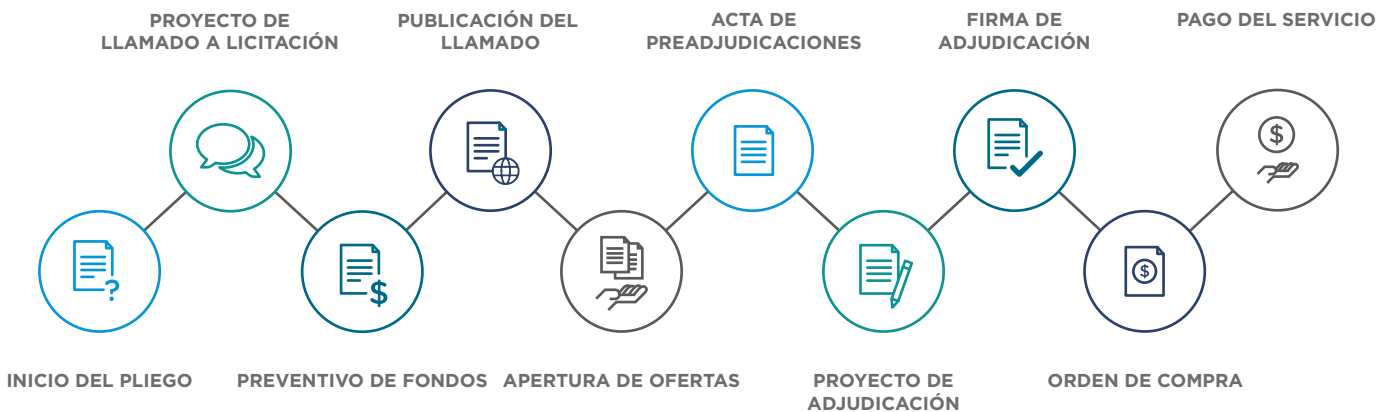 PROYECTO DE
LLAMADO A LICITACIÓN
PUBLICACIÓN DEL
LLAMADO
ACTA DE
PREADJUDICACIONES
FIRMA DE
ADJUDICACIÓN
PAGO DEL SERVICIO
?
$
$
$
INICIO DEL PLIEGO
PREVENTIVO DE FONDOS
APERTURA DE OFERTAS
PROYECTO DE
ADJUDICACIÓN
ORDEN DE COMPRA